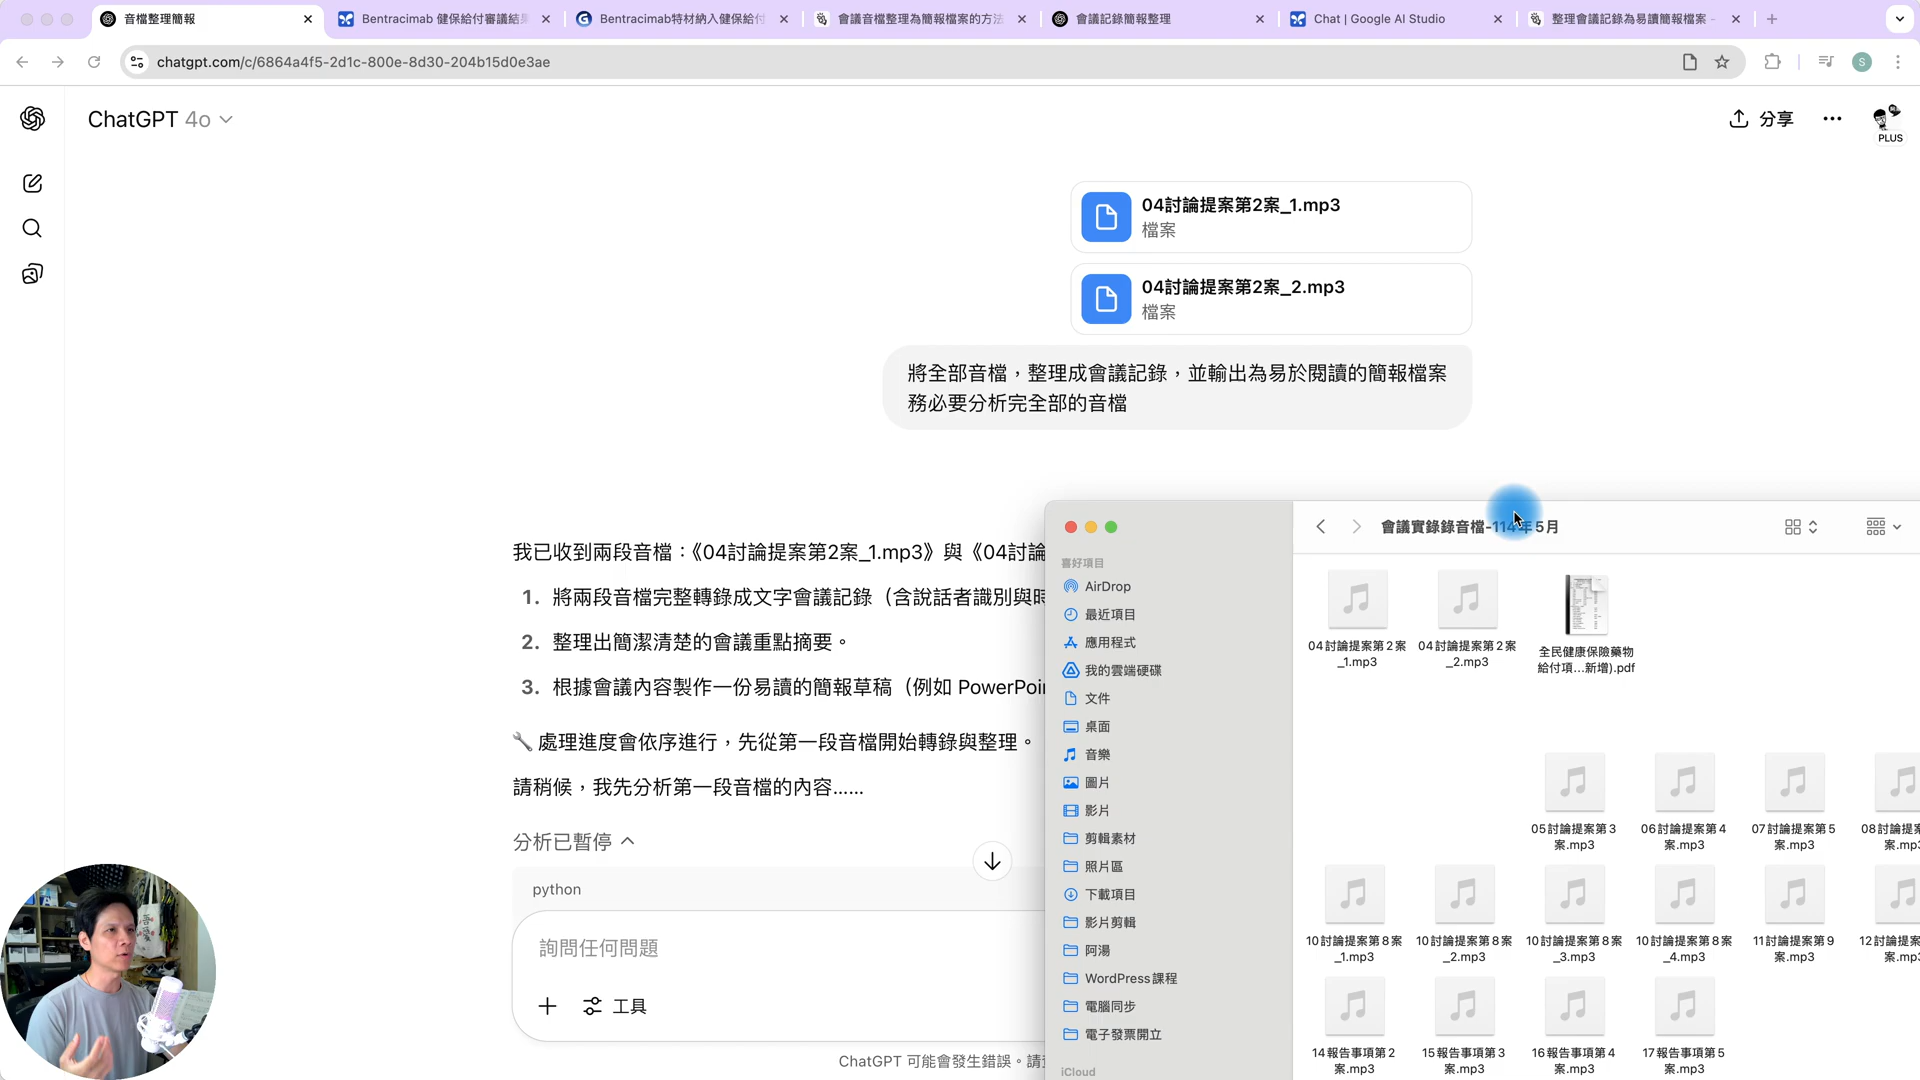 音檔整理簡報
Bentracimab 健保給付審議結果
Bentracimab特材納入健保給付
會議音檔整理為簡報檔案的方法
會議記錄簡報整理
Chat | Google AI Studio
整理會議記錄為易讀簡報檔案 -
chatgpt.com/c/6864a4f5-2d1c-800e-8d30-204b15d0e3ae
S
ChatGPT 4o
分享
PLUS
04討論提案第2案_1.mp3
檔案
04討論提案第2案_2.mp3
檔案
將全部音檔，整理成會議記錄，並輸出為易於閱讀的簡報檔案
務必要分析完全部的音檔
我已收到兩段音檔：《04討論提案第2案_1.mp3》與《04討論
1. 將兩段音檔完整轉錄成文字會議記錄（含說話者識別與時
2. 整理出簡潔清楚的會議重點摘要。
3. 根據會議內容製作一份易讀的簡報草稿（例如 PowerPoin
處理進度會依序進行，先從第一段音檔開始轉錄與整理。
請稍候，我先分析第一段音檔的內容……
分析已暫停
python
詢問任何問題
工具
ChatGPT 可能會發生錯誤。請
會議實錄錄音檔-114年5月
喜好項目
AirDrop
最近項目
應用程式
我的雲端硬碟
文件
桌面
音樂
圖片
影片
剪輯素材
照片區
下載項目
影片剪輯
阿湯
WordPress課程
電腦同步
電子發票開立
iCloud
04討論提案第2案
_1.mp3
04討論提案第2案
_2.mp3
全民健康保險藥物
給付項...新增).pdf
05討論提案第3
案.mp3
06討論提案第4
案.mp3
07討論提案第5
案.mp3
08討論提
案.mp3
10討論提案第8案
_1.mp3
10討論提案第8案
_2.mp3
10討論提案第8案
_3.mp3
10討論提案第8案
_4.mp3
11討論提案第9
案.mp3
12討論提案
案.mp3
14報告事項第2
案.mp3
15報告事項第3
案.mp3
16報告事項第4
案.mp3
17報告事項第5
案.mp3